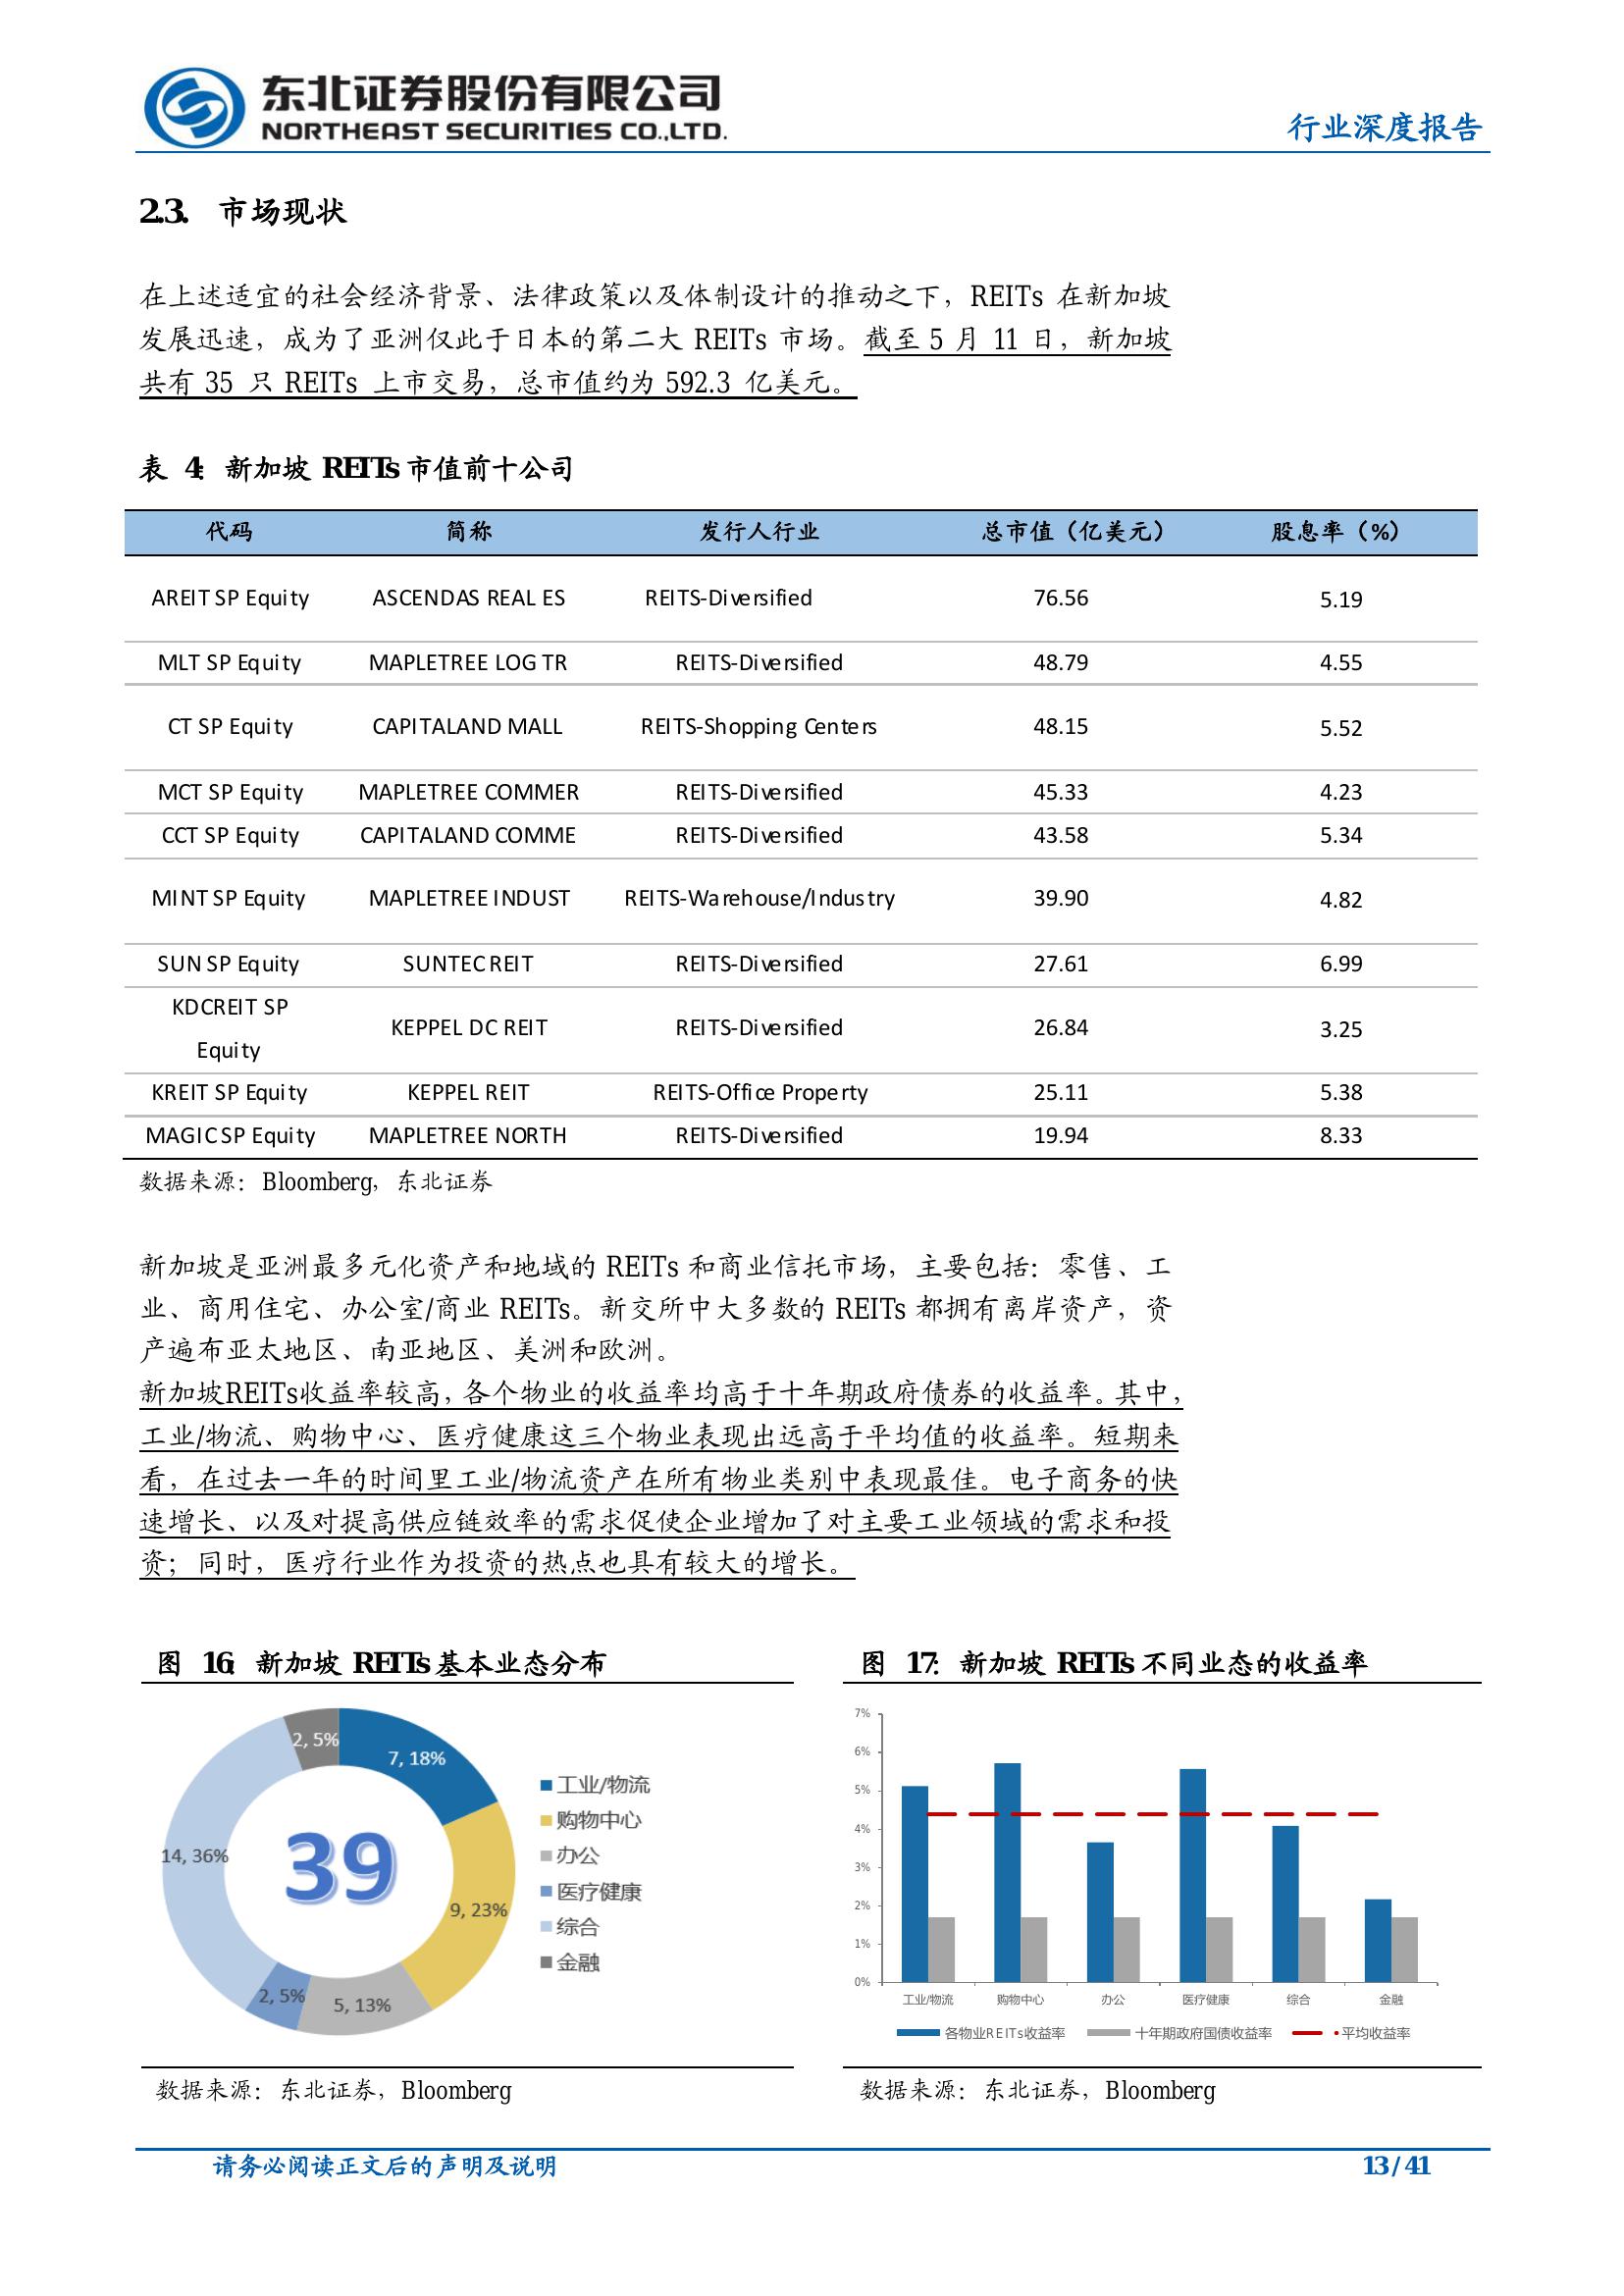 东北证券股份有限公司
NORTHEAST SECURITIES CO.,LTD.
行业深度报告
2.3. 市场现状
在上述适宜的社会经济背景、法律政策以及体制设计的推动之下，REITs 在新加坡
发展迅速，成为了亚洲仅此于日本的第二大 REITs 市场。截至 5 月 11 日，新加坡
共有 35 只 REITs 上市交易，总市值约为 592.3 亿美元。
表 4：新加坡 REITs 市值前十公司
代码 简称 发行人行业 总市值（亿美元） 股息率（%）
AREIT SP Equity ASCENDAS REAL ES REITS-Diversified 76.56 5.19
MLT SP Equity MAPLETREE LOG TR REITS-Diversified 48.79 4.55
CT SP Equity CAPITALAND MALL REITS-Shopping Centers 48.15 5.52
MCT SP Equity MAPLETREE COMMER REITS-Diversified 45.33 4.23
CCT SP Equity CAPITALAND COMME REITS-Diversified 43.58 5.34
MINT SP Equity MAPLETREE INDUST REITS-Warehouse/Industry 39.90 4.82
SUN SP Equity SUNTEC REIT REITS-Diversified 27.61 6.99
KDCREIT SP
Equity KEPPEL DC REIT REITS-Diversified 26.84 3.25
KREIT SP Equity KEPPEL REIT REITS-Office Property 25.11 5.38
MAGIC SP Equity MAPLETREE NORTH REITS-Diversified 19.94 8.33
数据来源：Bloomberg，东北证券
新加坡是亚洲最多元化资产和地域的 REITs 和商业信托市场，主要包括：零售、工
业、商用住宅、办公室/商业 REITs。新交所中大多数的 REITs 都拥有离岸资产，资
产遍布亚太地区、南亚地区、美洲和欧洲。
新加坡REITs收益率较高，各个物业的收益率均高于十年期政府债券的收益率。其中，
工业/物流、购物中心、医疗健康这三个物业表现出远高于平均值的收益率。短期来
看，在过去一年的时间里工业/物流资产在所有物业类别中表现最佳。电子商务的快
速增长、以及对提高供应链效率的需求促使企业增加了对主要工业领域的需求和投
资；同时，医疗行业作为投资的热点也具有较大的增长。
图 16：新加坡 REITs 基本业态分布
2, 5%
7, 18%
14, 36%
39
9, 23%
2, 5%
5, 13%
工业/物流
购物中心
办公
医疗健康
综合
金融
数据来源：东北证券，Bloomberg
图 17：新加坡 REITs 不同业态的收益率
7%
6%
5%
4%
3%
2%
1%
0%
工业/物流 购物中心 办公 医疗健康 综合 金融
各物业REITs收益率 十年期政府国债收益率 平均收益率
数据来源：东北证券，Bloomberg
请务必阅读正文后的声明及说明
13 / 41